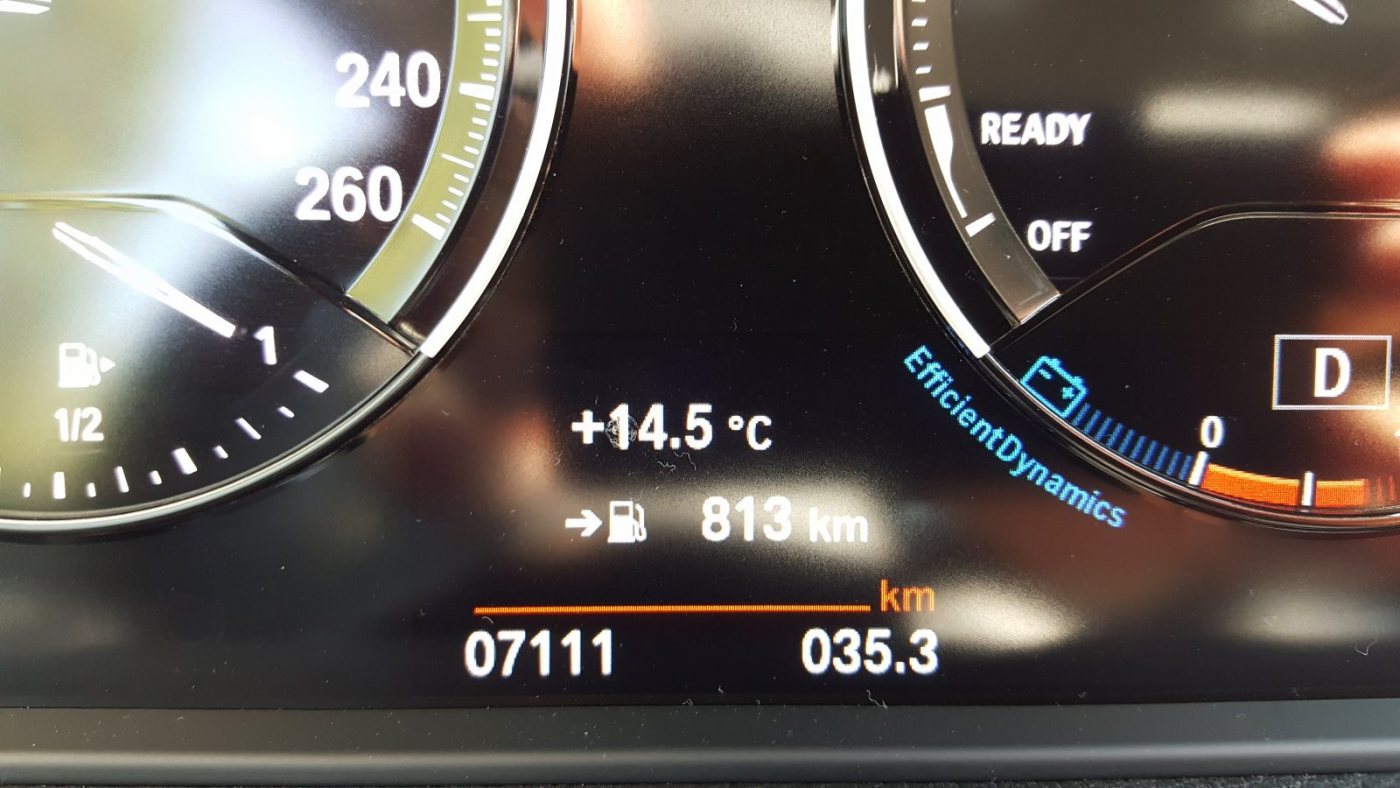 240
260
READY
OFF
1
1/2
D
0
EfficientDynamics
+14.5 °C
813 km
km
07111 035.3